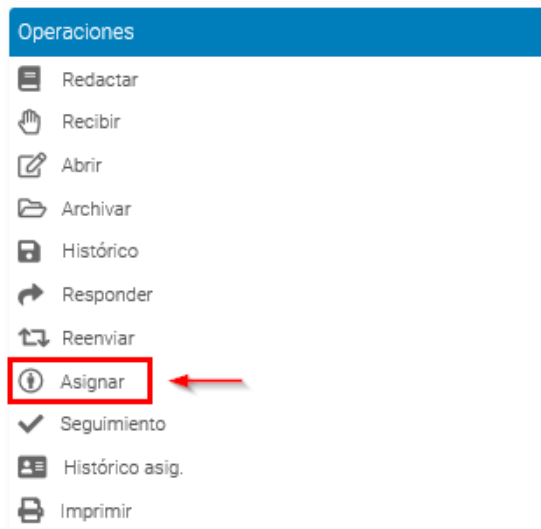 Operaciones
Redactar
Recibir
Abrir
Archivar
Histórico
Responder
Reenviar
Asignar
Seguimiento
Histórico asig.
Imprimir